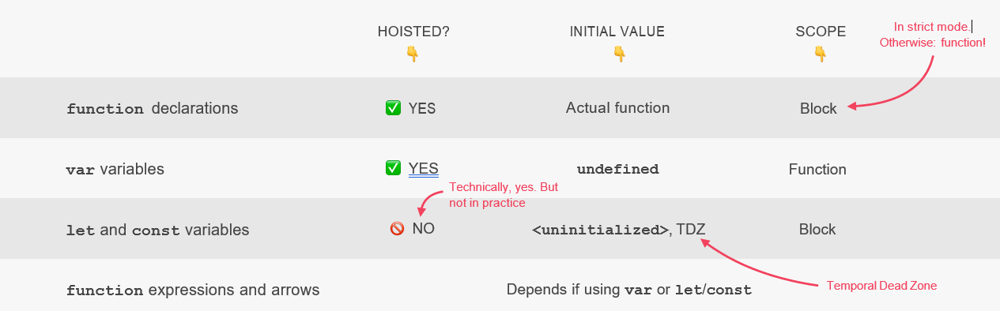 HOISTED? INITIAL VALUE SCOPE
In strict mode.
Otherwise: function!
function declarations YES Actual function Block
var variables YES undefined Function
Technically, yes. But
not in practice
let and const variables NO <uninitialized>, TDZ Block
function expressions and arrows Depends if using var or let/const
Temporal Dead Zone